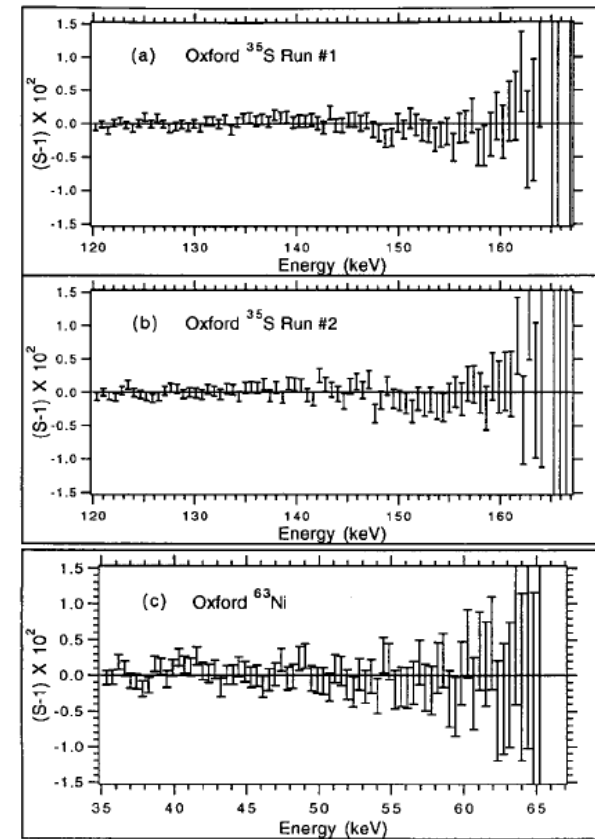 1.5
(a) Oxford ³⁵S Run #1
1.0
0.5
0.0
-0.5
-1.0
-1.5
(S-1) X 10²
120 130 140 150 160
Energy (keV)
1.5
(b) Oxford ³⁵S Run #2
1.0
0.5
0.0
-0.5
-1.0
-1.5
(S-1) X 10²
120 130 140 150 160
Energy (keV)
1.5
(c) Oxford ⁶³Ni
1.0
0.5
0.0
-0.5
-1.0
-1.5
(S-1) X 10²
35 40 45 50 55 60 65
Energy (keV)